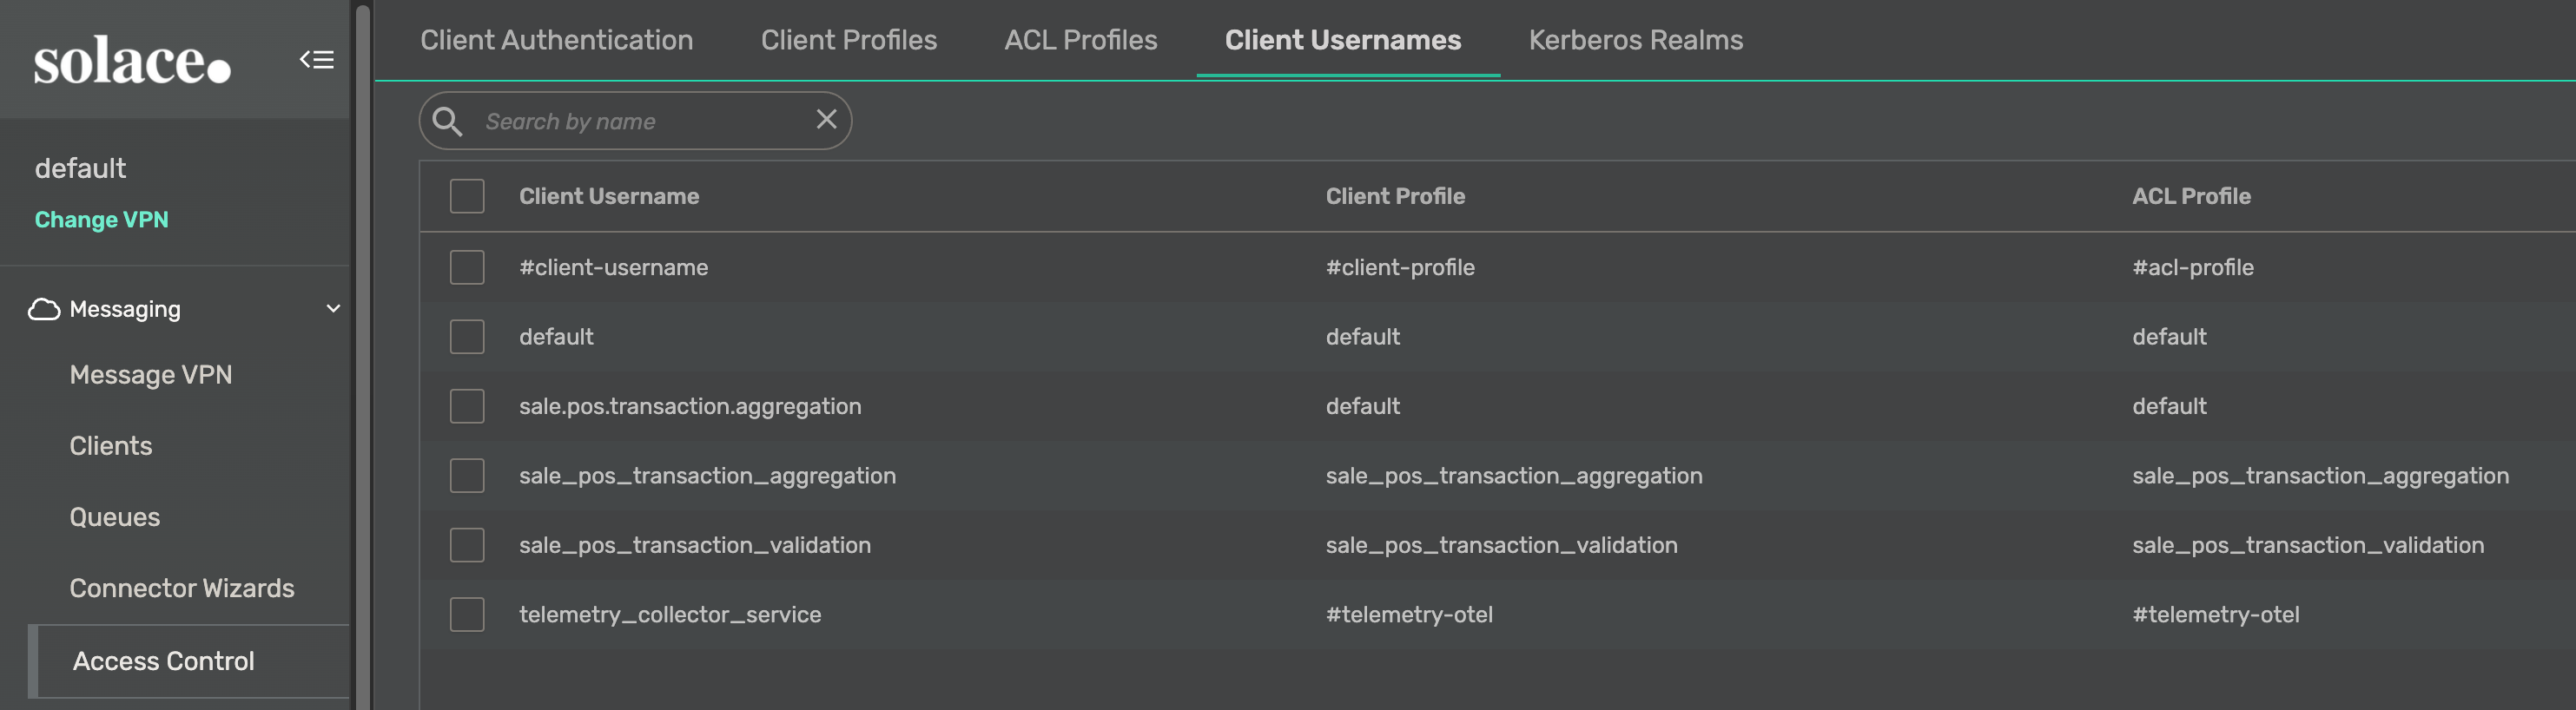 solace.
default
Change VPN
Messaging
Message VPN
Clients
Queues
Connector Wizards
Access Control
Client Authentication Client Profiles ACL Profiles Client Usernames Kerberos Realms
Search by name
Client Username Client Profile ACL Profile
#client-username #client-profile #acl-profile
default default default
sale.pos.transaction.aggregation default default
sale_pos_transaction_aggregation sale_pos_transaction_aggregation sale_pos_transaction_aggregation
sale_pos_transaction_validation sale_pos_transaction_validation sale_pos_transaction_validation
telemetry_collector_service #telemetry-otel #telemetry-otel